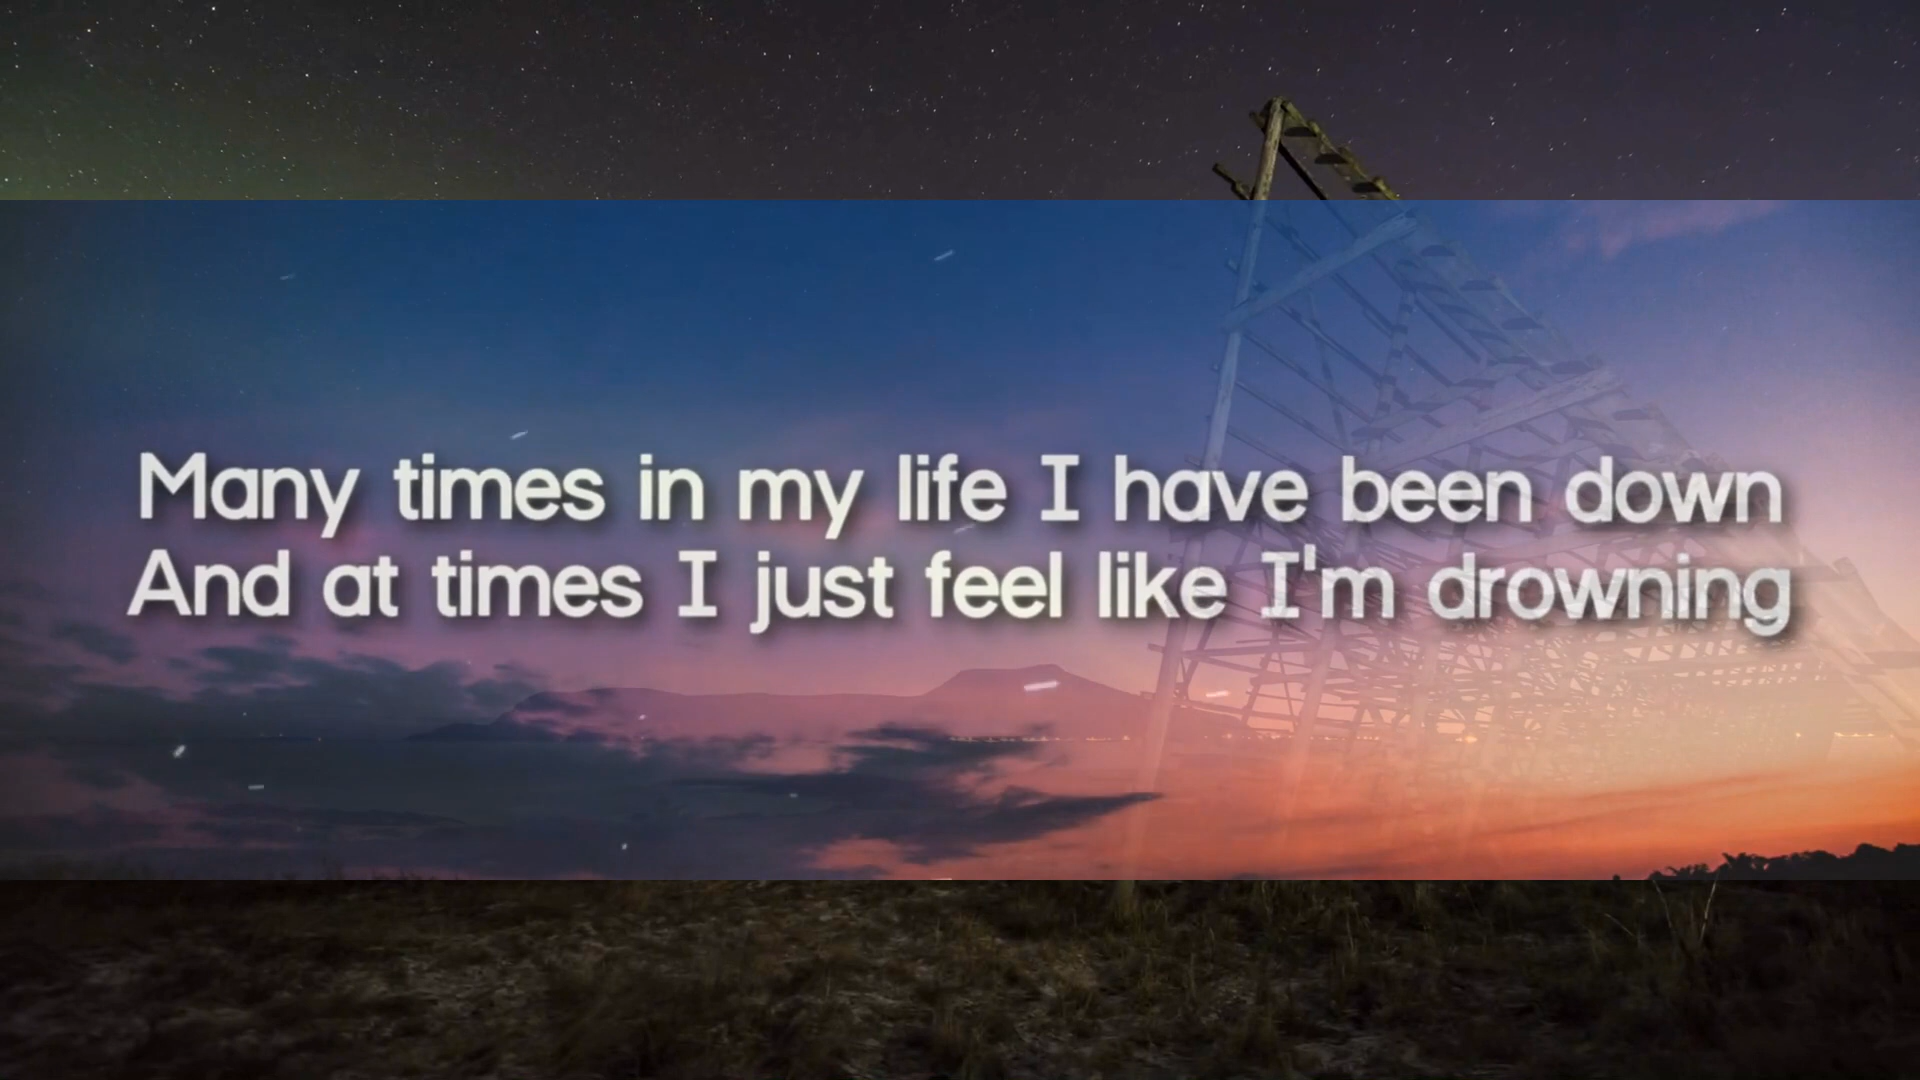 Many times in my life I have been down
And at times I just feel like I'm drowning